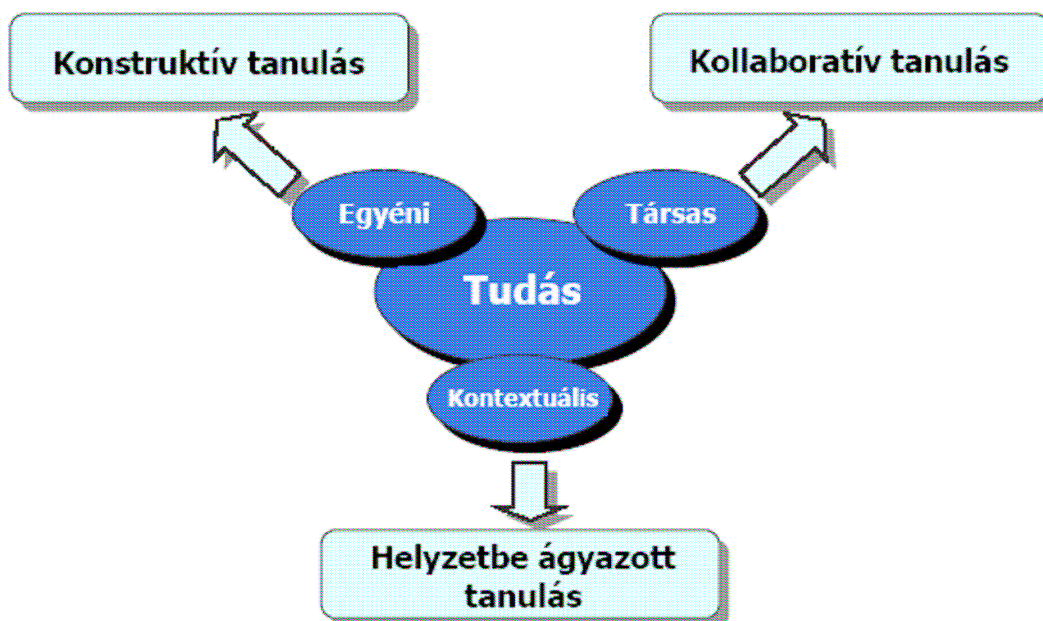 Konstruktív tanulás
Kollaboratív tanulás
Egyéni
Társas
Tudás
Kontextuális
Helyzetbe ágyazott
tanulás